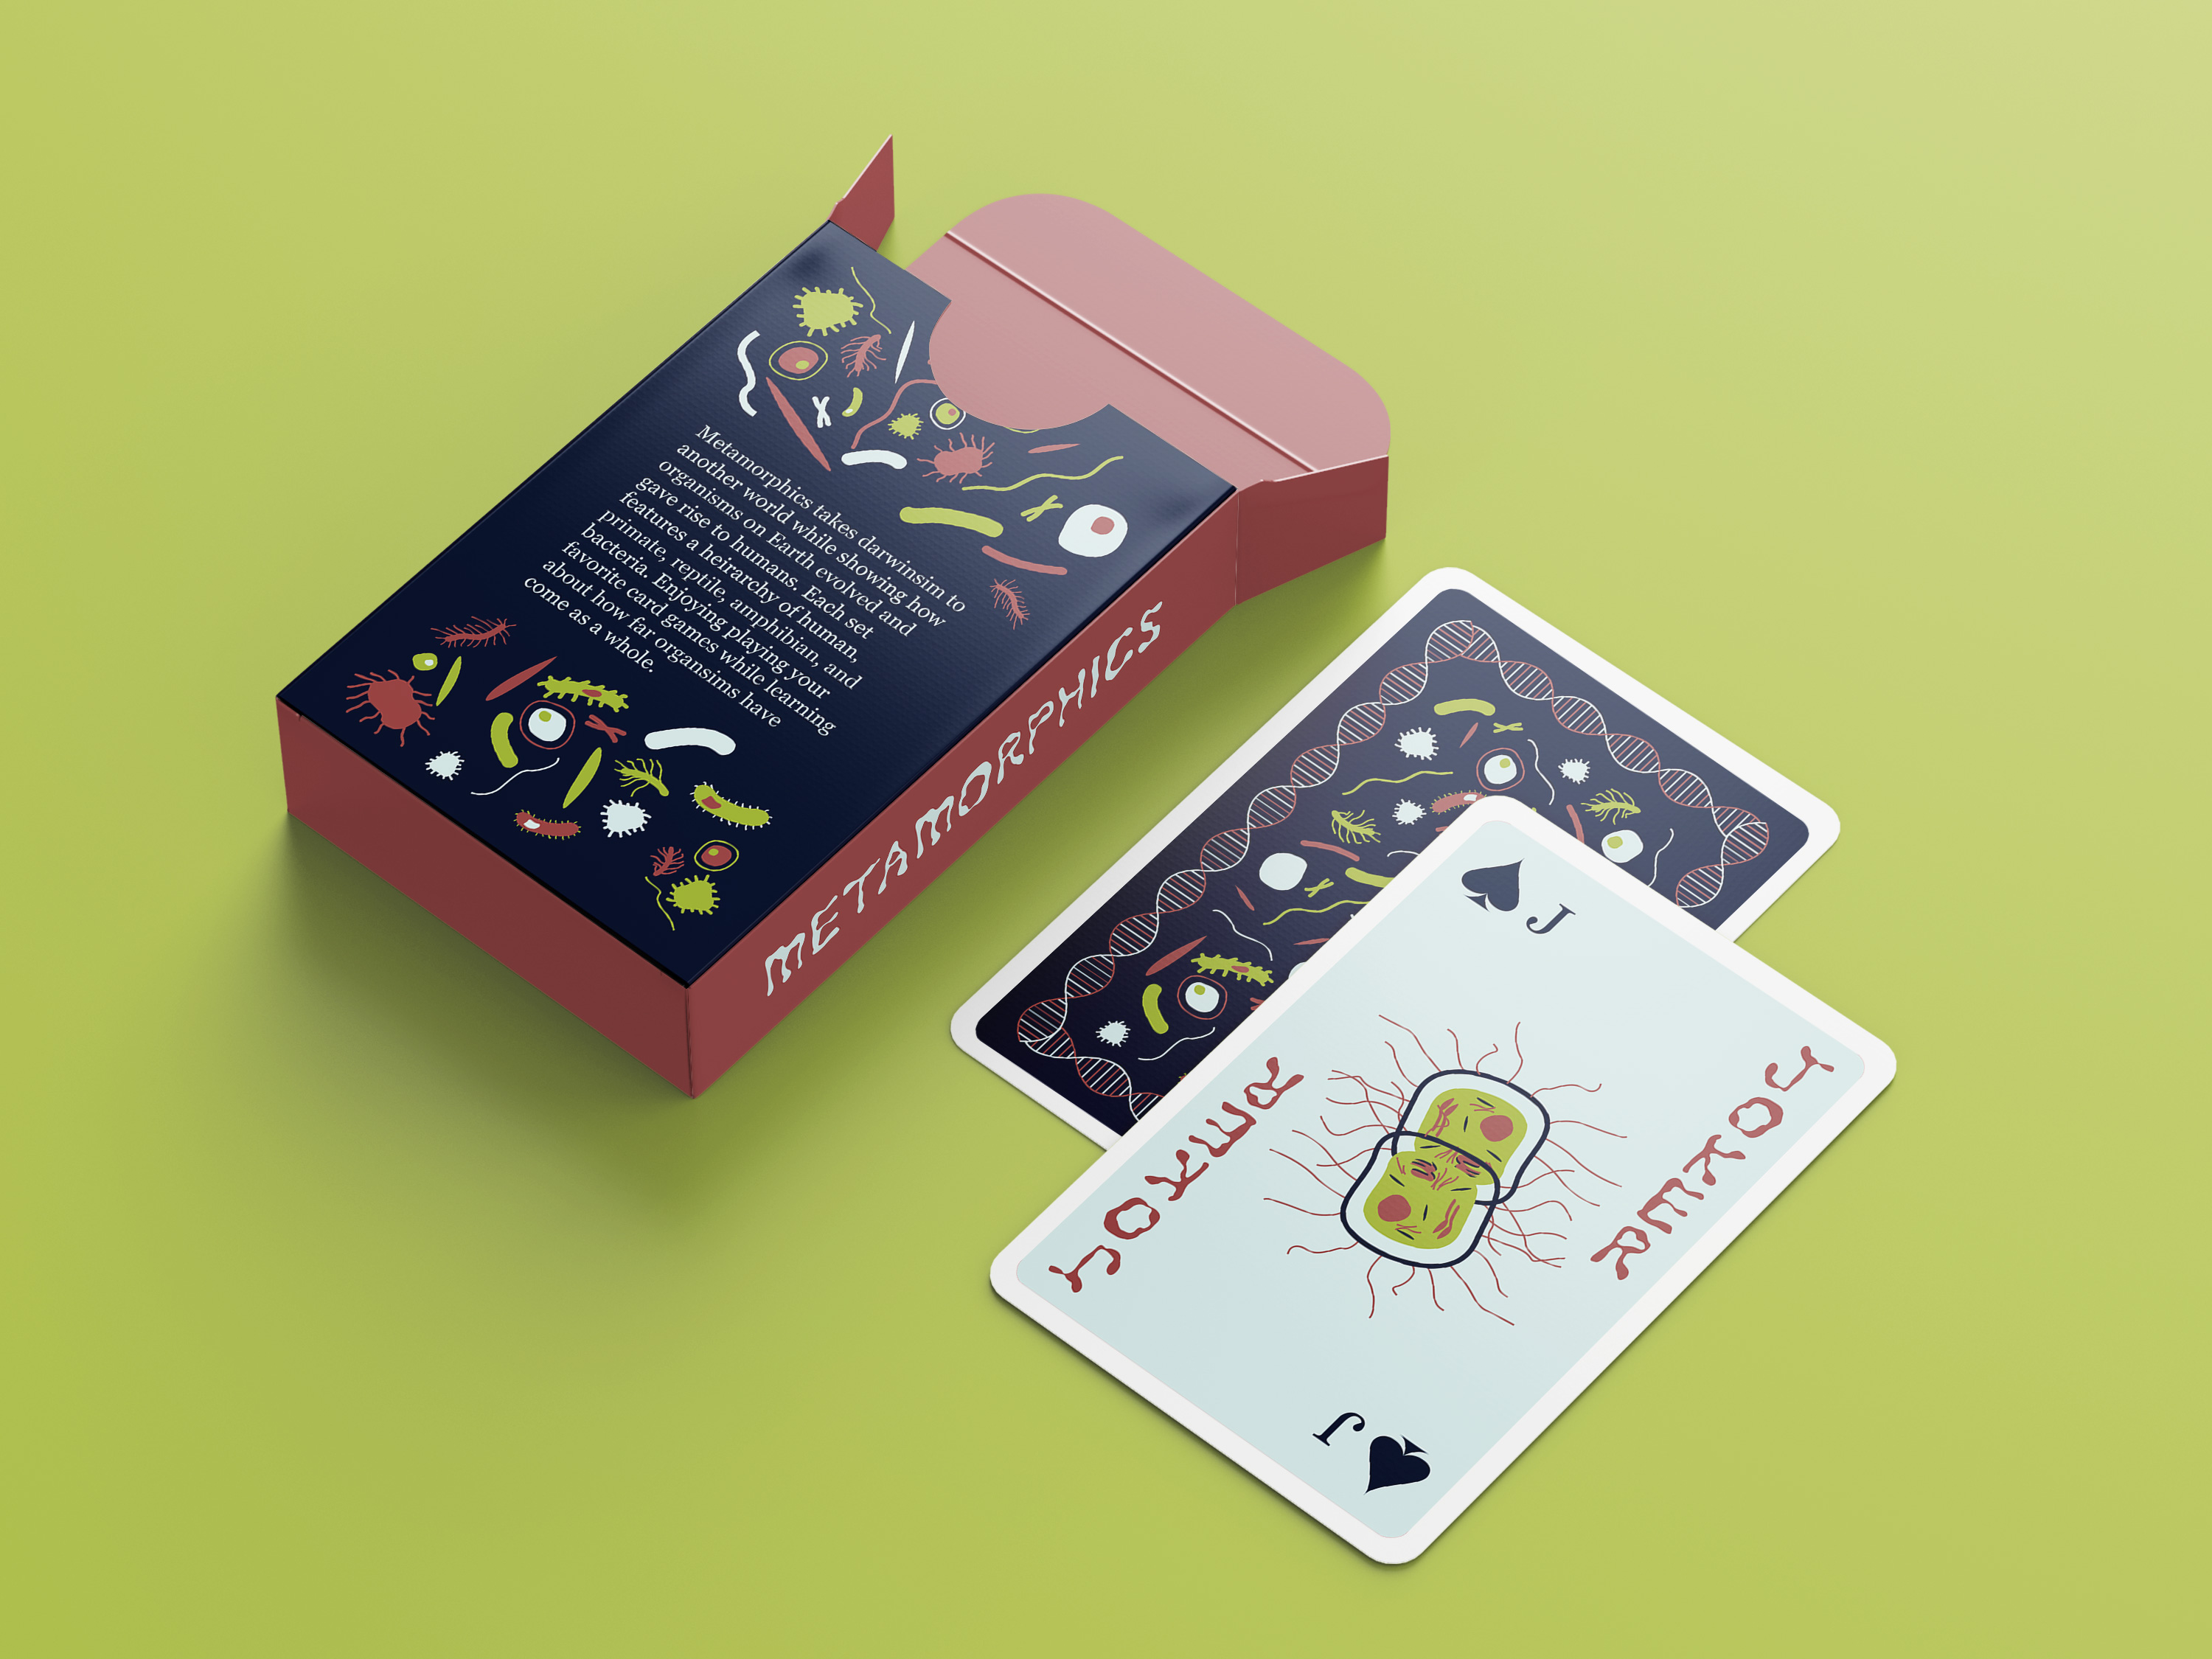 Metamorphics takes darwinsim to
another world while showing how
organisms on Earth evolved and
gave rise to humans. Each set
features a heirarchy of human,
primate, reptile, amphibian, and
bacteria. Enjoying playing your
favorite card games while learning
about how far organsims have
come as a whole.
METAMORPHICS
J
JOKER
JOKER
J